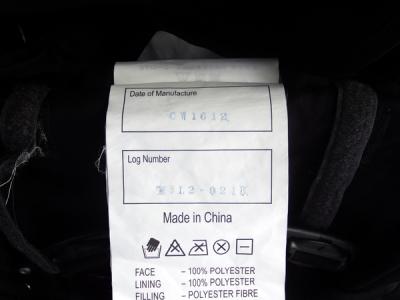 Date of Manufacture
CW1612
Log Number
Made in China
FACE – 100% POLYESTER
LINING – 100% POLYESTER
FILLING – POLYESTER FIBRE